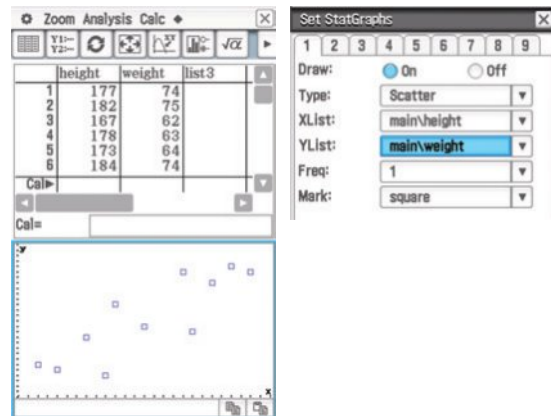 Zoom Analysis Calc
Y1:—
Y2:—
√α
height weight list3
1 177 74
2 182 75
3 167 62
4 178 63
5 173 64
6 184 74
Cal▶
Cal=
y
x
Set StatGraphs
1 2 3 4 5 6 7 8 9
Draw: On Off
Type: Scatter
XList: main\height
YList: main\weight
Freq: 1
Mark: square